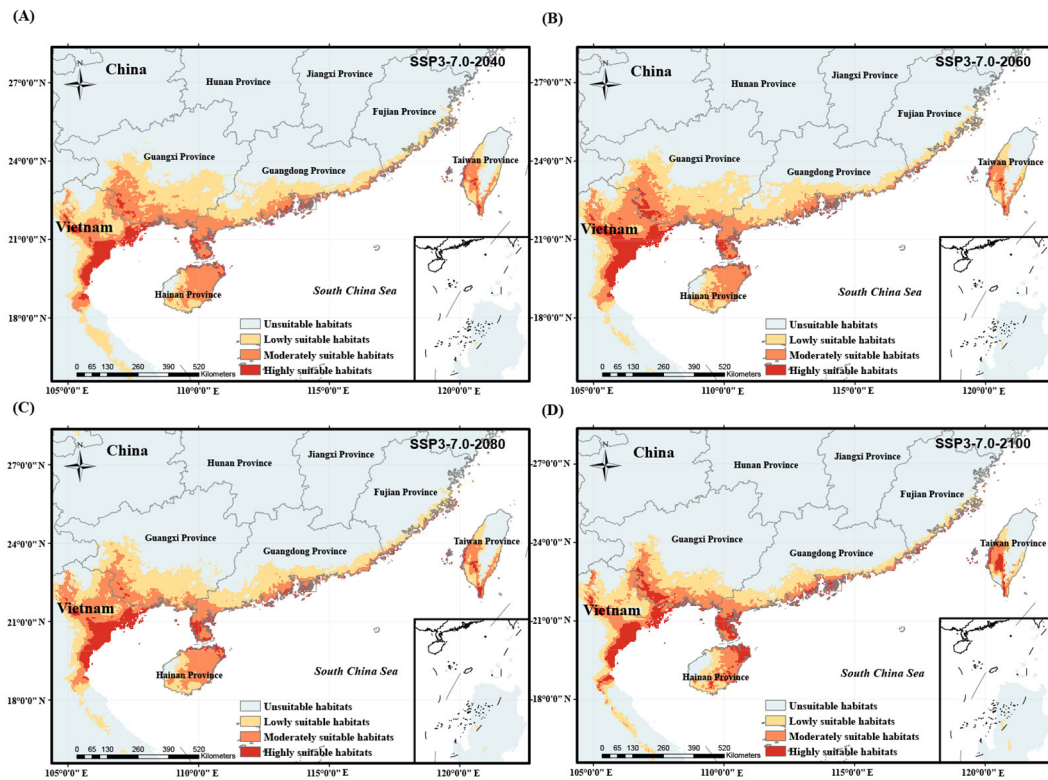 (A)
SSP3-7.0-2040
N
China
Hunan Province
Jiangxi Province
Fujian Province
Guangxi Province
Guangdong Province
Taiwan Province
Vietnam
Hainan Province
South China Sea
Unsuitable habitats
Lowly suitable habitats
Moderately suitable habitats
Highly suitable habitats
0 65 130 260 390 520
Kilometers
27°0'0"N
24°0'0"N
21°0'0"N
18°0'0"N
105°0'0"E 110°0'0"E 115°0'0"E 120°0'0"E
(B)
SSP3-7.0-2060
N
China
Hunan Province
Jiangxi Province
Fujian Province
Guangxi Province
Guangdong Province
Taiwan Province
Vietnam
Hainan Province
South China Sea
Unsuitable habitats
Lowly suitable habitats
Moderately suitable habitats
Highly suitable habitats
0 65 130 260 390 520
Kilometers
27°0'0"N
24°0'0"N
21°0'0"N
18°0'0"N
105°0'0"E 110°0'0"E 115°0'0"E 120°0'0"E
(C)
SSP3-7.0-2080
N
China
Hunan Province
Jiangxi Province
Fujian Province
Guangxi Province
Guangdong Province
Taiwan Province
Vietnam
Hainan Province
South China Sea
Unsuitable habitats
Lowly suitable habitats
Moderately suitable habitats
Highly suitable habitats
0 65 130 260 390 520
Kilometers
27°0'0"N
24°0'0"N
21°0'0"N
18°0'0"N
105°0'0"E 110°0'0"E 115°0'0"E 120°0'0"E
(D)
SSP3-7.0-2100
N
China
Hunan Province
Jiangxi Province
Fujian Province
Guangxi Province
Guangdong Province
Taiwan Province
Vietnam
Hainan Province
South China Sea
Unsuitable habitats
Lowly suitable habitats
Moderately suitable habitats
Highly suitable habitats
0 65 130 260 390 520
Kilometers
27°0'0"N
24°0'0"N
21°0'0"N
18°0'0"N
105°0'0"E 110°0'0"E 115°0'0"E 120°0'0"E